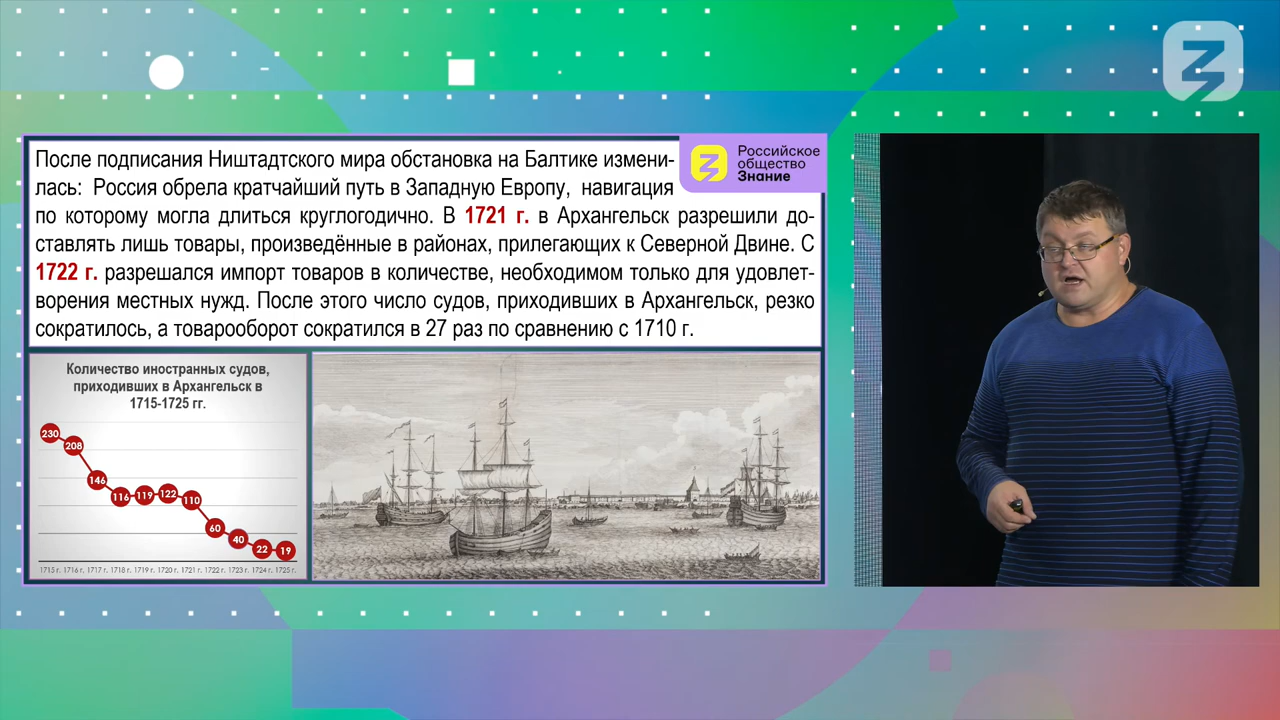 После подписания Ништадтского мира обстановка на Балтике измени-
лась: Россия обрела кратчайший путь в Западную Европу, навигация
по которому могла длиться круглогодично. В 1721 г. в Архангельск разрешили до-
ставлять лишь товары, произведённые в районах, прилегающих к Северной Двине. С
1722 г. разрешался импорт товаров в количестве, необходимом только для удовлет-
ворения местных нужд. После этого число судов, приходивших в Архангельск, резко
сократилось, а товарооборот сократился в 27 раз по сравнению с 1710 г.
Российское
общество
Знание
Количество иностранных судов,
приходивших в Архангельск в
1715-1725 гг.
230
208
146
116
119
122
110
60
40
22
19
1715 г. 1716 г. 1717 г. 1718 г. 1719 г. 1720 г. 1721 г. 1722 г. 1723 г. 1724 г. 1725 г.